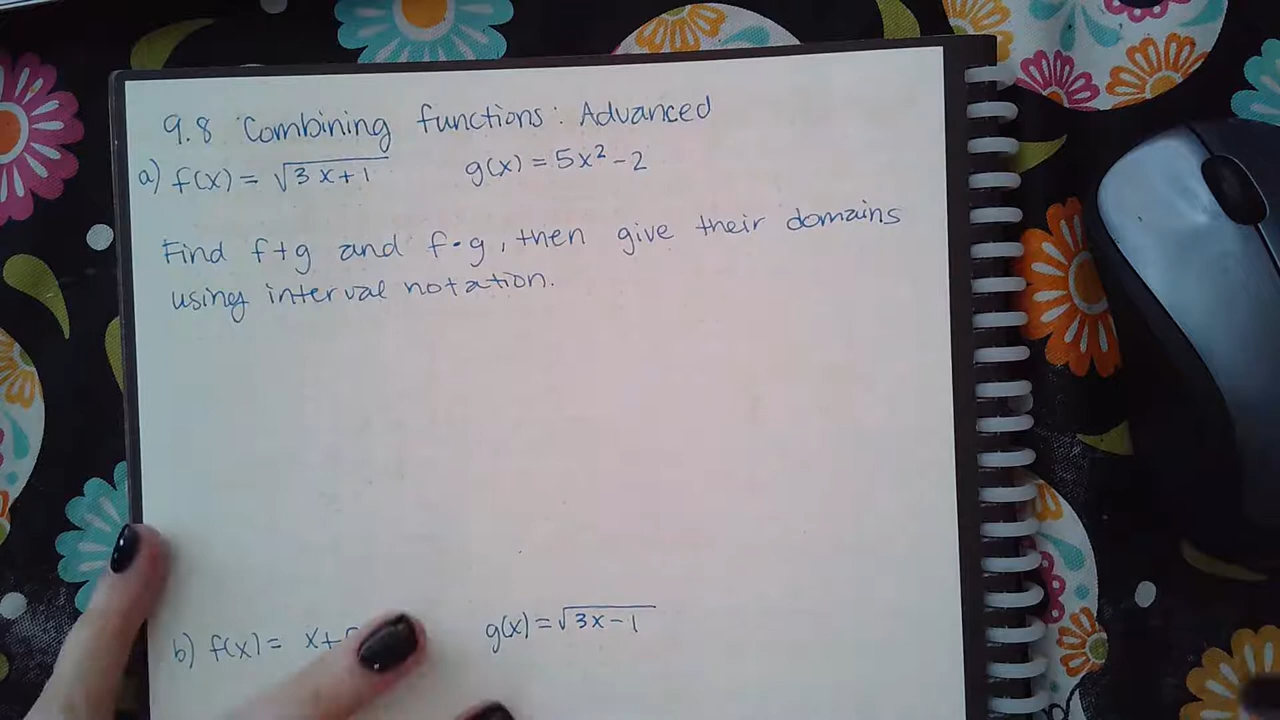 9.8 Combining functions: Advanced
a) f(x) = √3x+1 g(x) = 5x² - 2
Find f+g and f•g, then give their domains
using interval notation.
b) f(x) = x+ g(x) = √3x-1